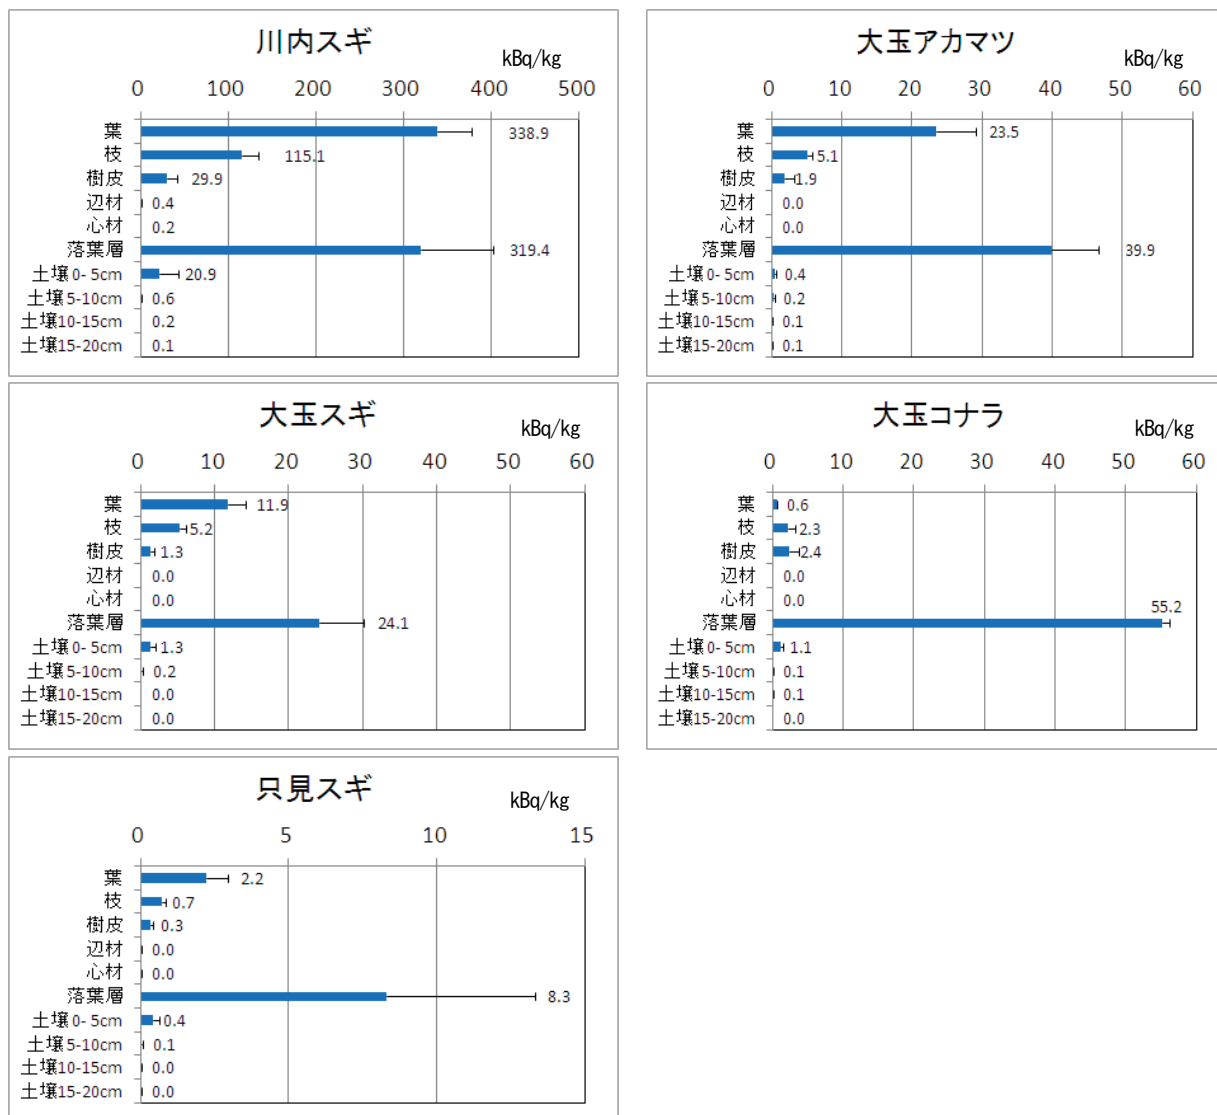 川内スギ
kBq/kg
0 100 200 300 400 500
葉 338.9
枝 115.1
樹皮 29.9
辺材 0.4
心材 0.2
落葉層 319.4
土壌0- 5cm 20.9
土壌5-10cm 0.6
土壌10-15cm 0.2
土壌15-20cm 0.1
大玉アカマツ
kBq/kg
0 10 20 30 40 50 60
葉 23.5
枝 5.1
樹皮 1.9
辺材 0.0
心材 0.0
落葉層 39.9
土壌0- 5cm 0.4
土壌5-10cm 0.2
土壌10-15cm 0.1
土壌15-20cm 0.1
大玉スギ
kBq/kg
0 10 20 30 40 50 60
葉 11.9
枝 5.2
樹皮 1.3
辺材 0.0
心材 0.0
落葉層 24.1
土壌0- 5cm 1.3
土壌5-10cm 0.2
土壌10-15cm 0.0
土壌15-20cm 0.0
大玉コナラ
kBq/kg
0 10 20 30 40 50 60
葉 0.6
枝 2.3
樹皮 2.4
辺材 0.0
心材 0.0
落葉層 55.2
土壌0- 5cm 1.1
土壌5-10cm 0.1
土壌10-15cm 0.1
土壌15-20cm 0.0
只見スギ
kBq/kg
0 5 10 15
葉 2.2
枝 0.7
樹皮 0.3
辺材 0.0
心材 0.0
落葉層 8.3
土壌0- 5cm 0.4
土壌5-10cm 0.1
土壌10-15cm 0.0
土壌15-20cm 0.0